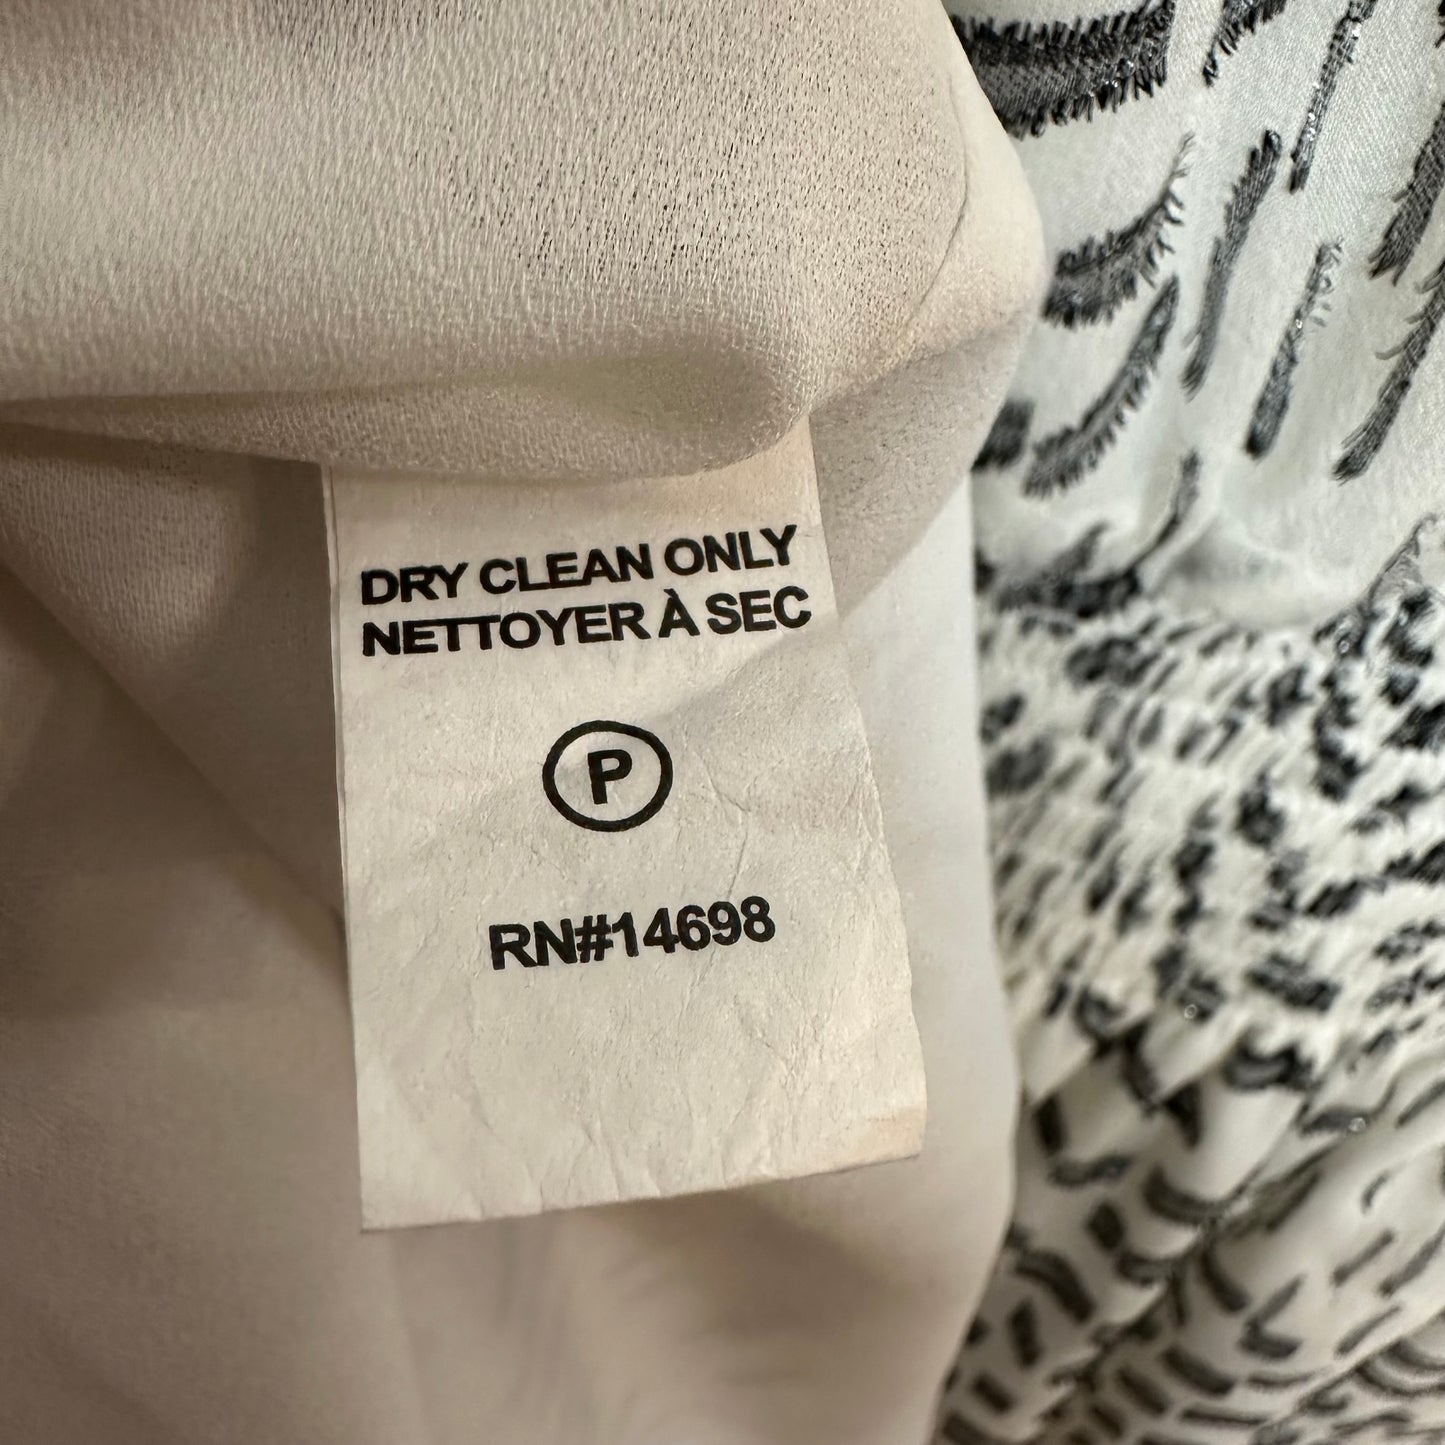 DRY CLEAN ONLY
NETTOYER À SEC
P
RN#14698